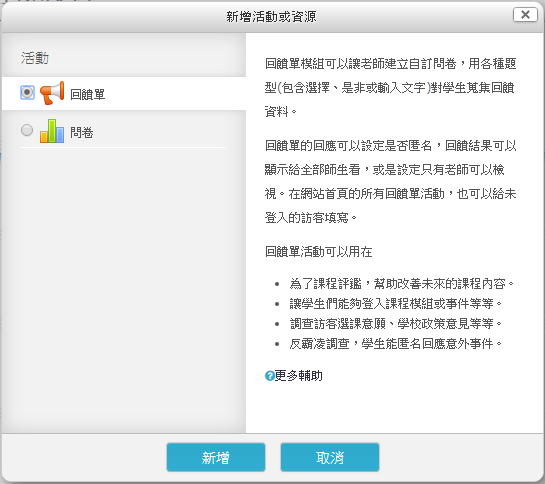 新增活動或資源
活動
回饋單
問卷
回饋單模組可以讓老師建立自訂問卷，用各種題
型(包含選擇、是非或輸入文字)對學生蒐集回饋
資料。
回饋單的回應可以設定是否匿名，回饋結果可以
顯示給全部師生看，或是設定只有老師可以檢
視。在網站首頁的所有回饋單活動，也可以給未
登入的訪客填寫。
回饋單活動可以用在
為了課程評鑑，幫助改善未來的課程內容。
讓學生們能夠登入課程模組或事件等等。
調查訪客選課意願、學校政策意見等等。
反霸凌調查，學生能匿名回應意外事件。
更多輔助
新增
取消